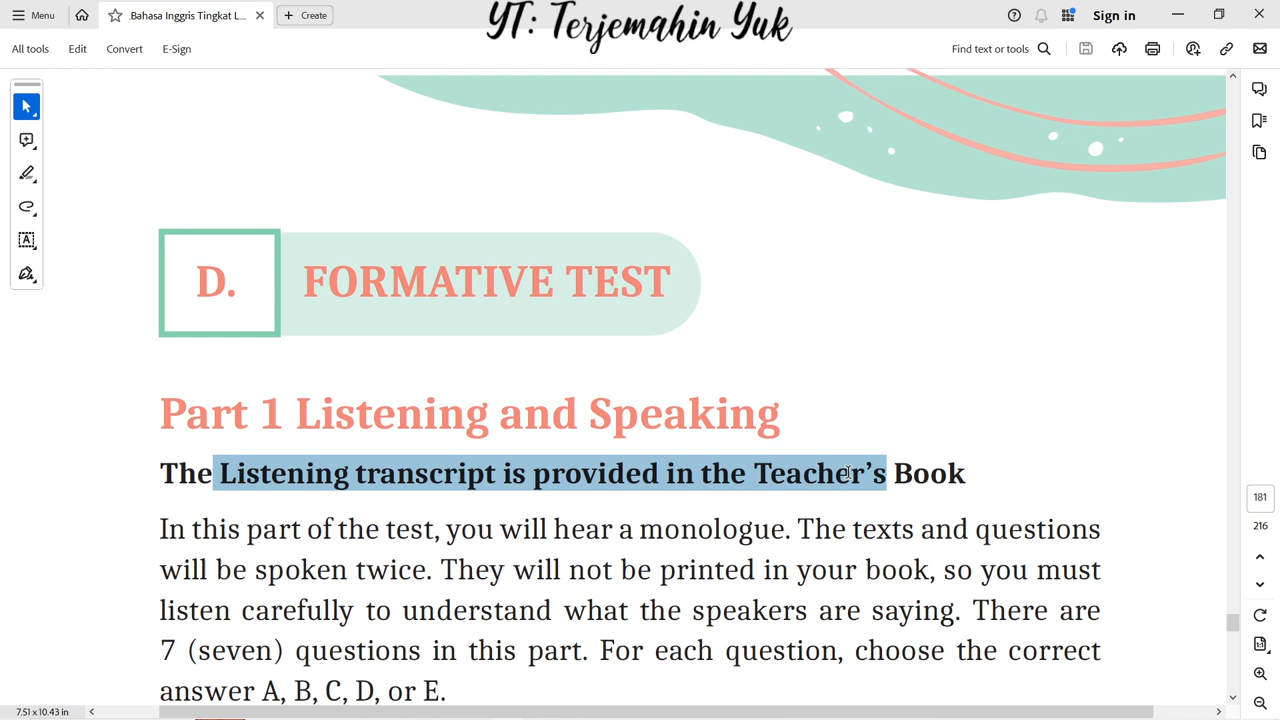 YT: Terjemahin Yuk
Menu
.Bahasa Inggris Tingkat L...
Create
Sign in
All tools
Edit
Convert
E-Sign
Find text or tools
D.
FORMATIVE TEST
Part 1 Listening and Speaking
The Listening transcript is provided in the Teacher’s Book
In this part of the test, you will hear a monologue. The texts and questions
will be spoken twice. They will not be printed in your book, so you must
listen carefully to understand what the speakers are saying. There are
7 (seven) questions in this part. For each question, choose the correct
answer A, B, C, D, or E.
181
216
7.51 x 10.43 in